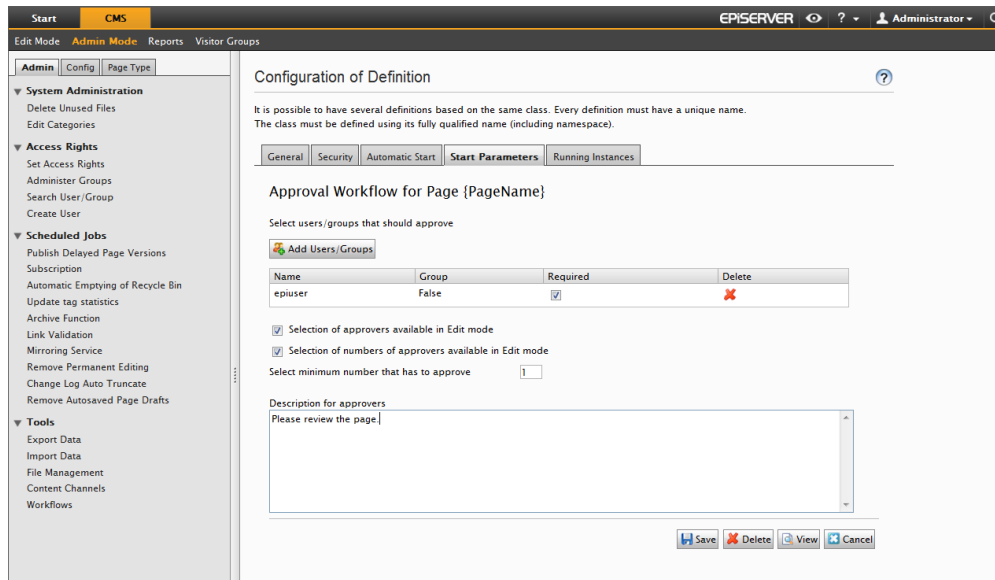 Start CMS EPiSERVER ? Administrator
Edit Mode Admin Mode Reports Visitor Groups
Admin Config Page Type
System Administration
Delete Unused Files
Edit Categories
Access Rights
Set Access Rights
Administer Groups
Search User/Group
Create User
Scheduled Jobs
Publish Delayed Page Versions
Subscription
Automatic Emptying of Recycle Bin
Update tag statistics
Archive Function
Link Validation
Mirroring Service
Remove Permanent Editing
Change Log Auto Truncate
Remove Autosaved Page Drafts
Tools
Export Data
Import Data
File Management
Content Channels
Workflows
Configuration of Definition ?
It is possible to have several definitions based on the same class. Every definition must have a unique name.
The class must be defined using its fully qualified name (including namespace).
General Security Automatic Start Start Parameters Running Instances
Approval Workflow for Page {PageName}
Select users/groups that should approve
Add Users/Groups
Name Group Required Delete
epiuser False
Selection of approvers available in Edit mode
Selection of numbers of approvers available in Edit mode
Select minimum number that has to approve 1
Description for approvers
Please review the page.
Save Delete View Cancel